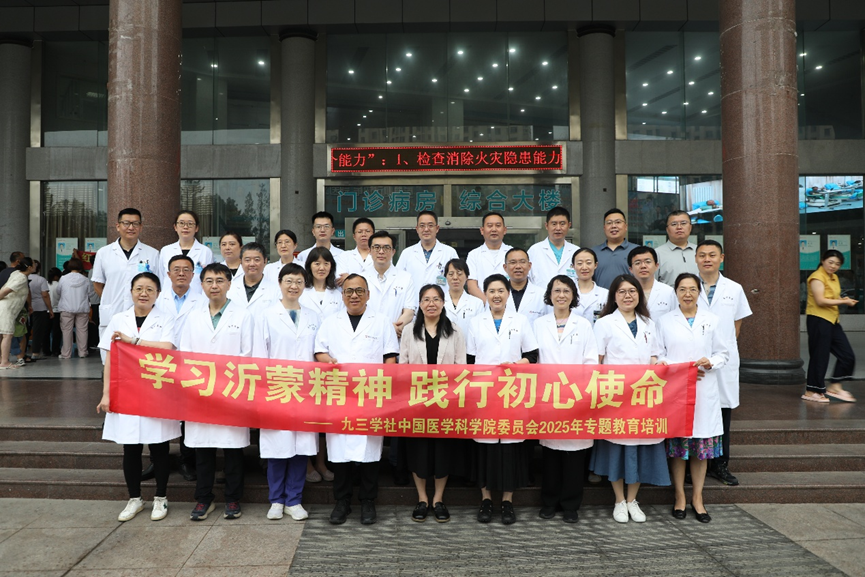 个能力”：1、检查消除火灾隐患能力
门诊病房 综合大楼
学习沂蒙精神 践行初心使命
——九三学社中国医学科学院委员会2025年专题教育培训